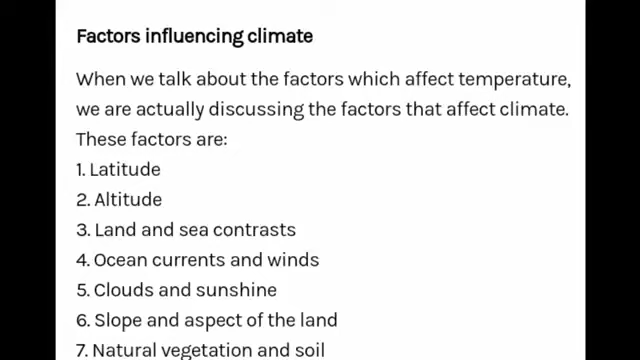 Factors influencing climate
When we talk about the factors which affect temperature,
we are actually discussing the factors that affect climate.
These factors are:
1. Latitude
2. Altitude
3. Land and sea contrasts
4. Ocean currents and winds
5. Clouds and sunshine
6. Slope and aspect of the land
7. Natural vegetation and soil